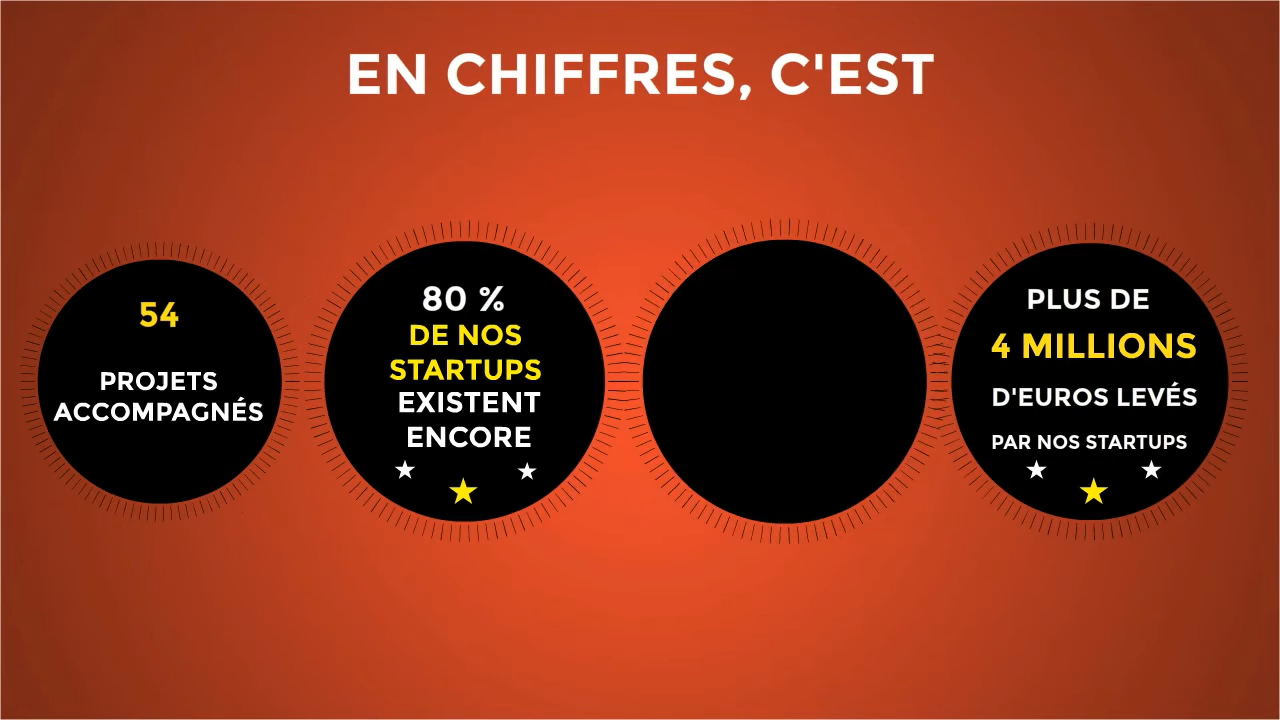 EN CHIFFRES, C'EST
54
PROJETS
ACCOMPAGNÉS
80 %
DE NOS
STARTUPS
EXISTENT
ENCORE
PLUS DE
4 MILLIONS
D'EUROS LEVÉS
PAR NOS STARTUPS